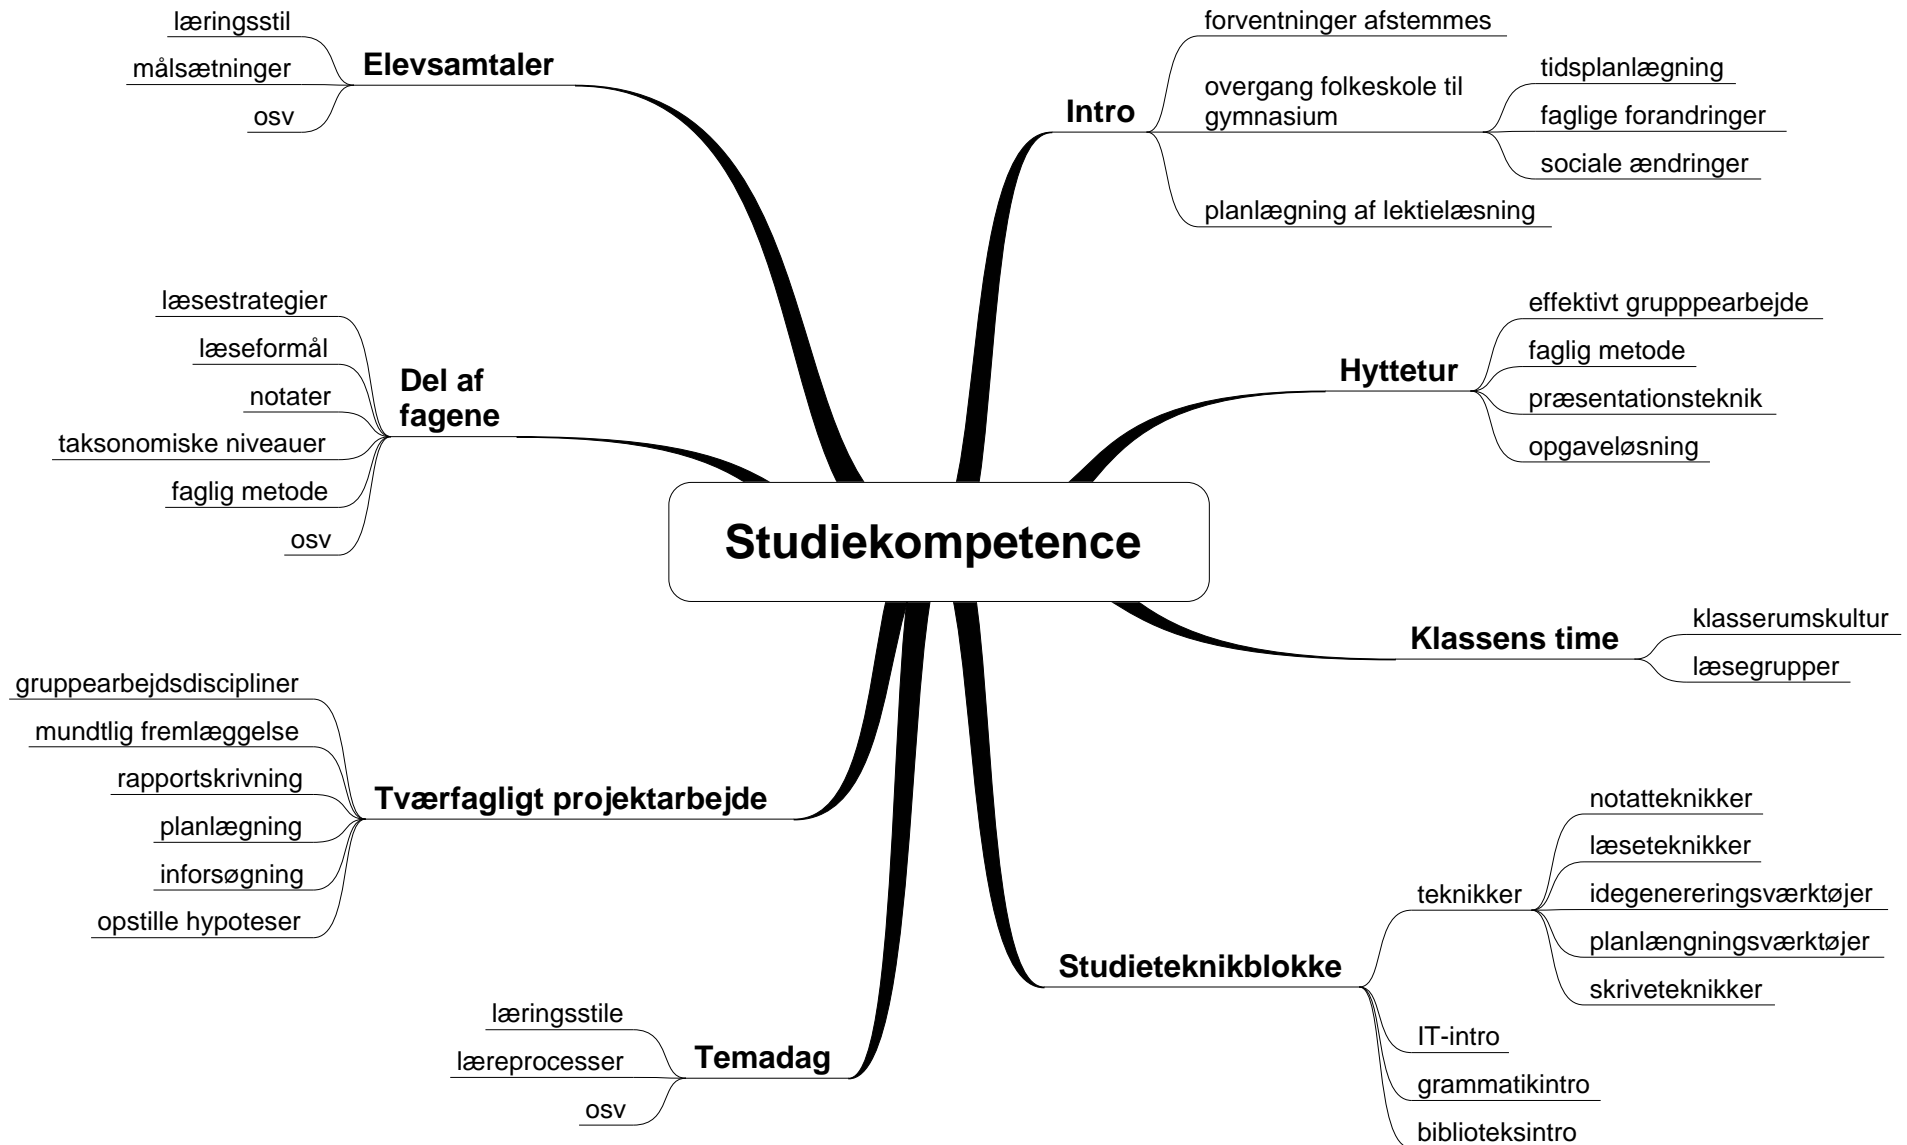 Studiekompetence
Intro
forventninger afstemmes
overgang folkeskole til
gymnasium
tidsplanlægning
faglige forandringer
sociale ændringer
planlægning af lektielæsning
Hyttetur
effektivt grupppearbejde
faglig metode
præsentationsteknik
opgaveløsning
Klassens time
klasserumskultur
læsegrupper
Studieteknikblokke
teknikker
notatteknikker
læseteknikker
idegenereringsværktøjer
planlængningsværktøjer
skriveteknikker
IT-intro
grammatikintro
biblioteksintro
Temadag
læringsstile
læreprocesser
osv
Tværfagligt projektarbejde
gruppearbejdsdiscipliner
mundtlig fremlæggelse
rapportskrivning
planlægning
inforsøgning
opstille hypoteser
Del af
fagene
læsestrategier
læseformål
notater
taksonomiske niveauer
faglig metode
osv
Elevsamtaler
læringsstil
målsætninger
osv